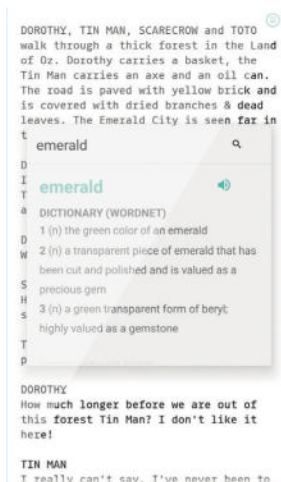 DOROTHY, TIN MAN, SCARECROW and TOTO
walk through a thick forest in the Land
of Oz. Dorothy carries a basket, the
Tin Man carries an axe and an oil can.
The road is paved with yellow brick and
is covered with dried branches & dead
leaves. The Emerald City is seen far in
t
emerald
D
I
emerald
T
a
DICTIONARY (WORDNET)
1 (n) the green color of an emerald
D
2 (n) a transparent piece of emerald that has
W
been cut and polished and is valued as a
precious gem
S
H
3 (n) a green transparent form of beryl;
s
highly valued as a gemstone
T
p
DOROTHY
How much longer before we are out of
this forest Tin Man? I don't like it
here!
TIN MAN
I really can't say. I've never been to